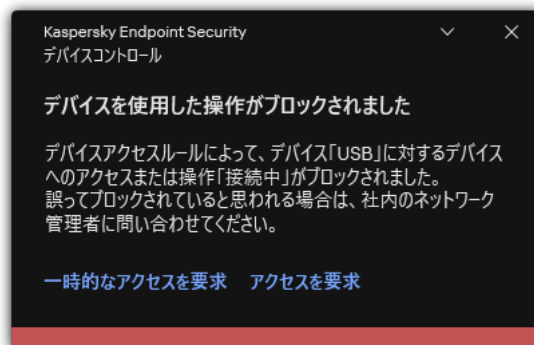 Kaspersky Endpoint Security
デバイスコントロール
デバイスを使用した操作がブロックされました
デバイスアクセスルールによって、デバイス「USB」に対するデバイス
へのアクセスまたは操作「接続中」がブロックされました。
誤ってブロックされていると思われる場合は、社内のネットワーク
管理者に問い合わせてください。
一時的なアクセスを要求 アクセスを要求